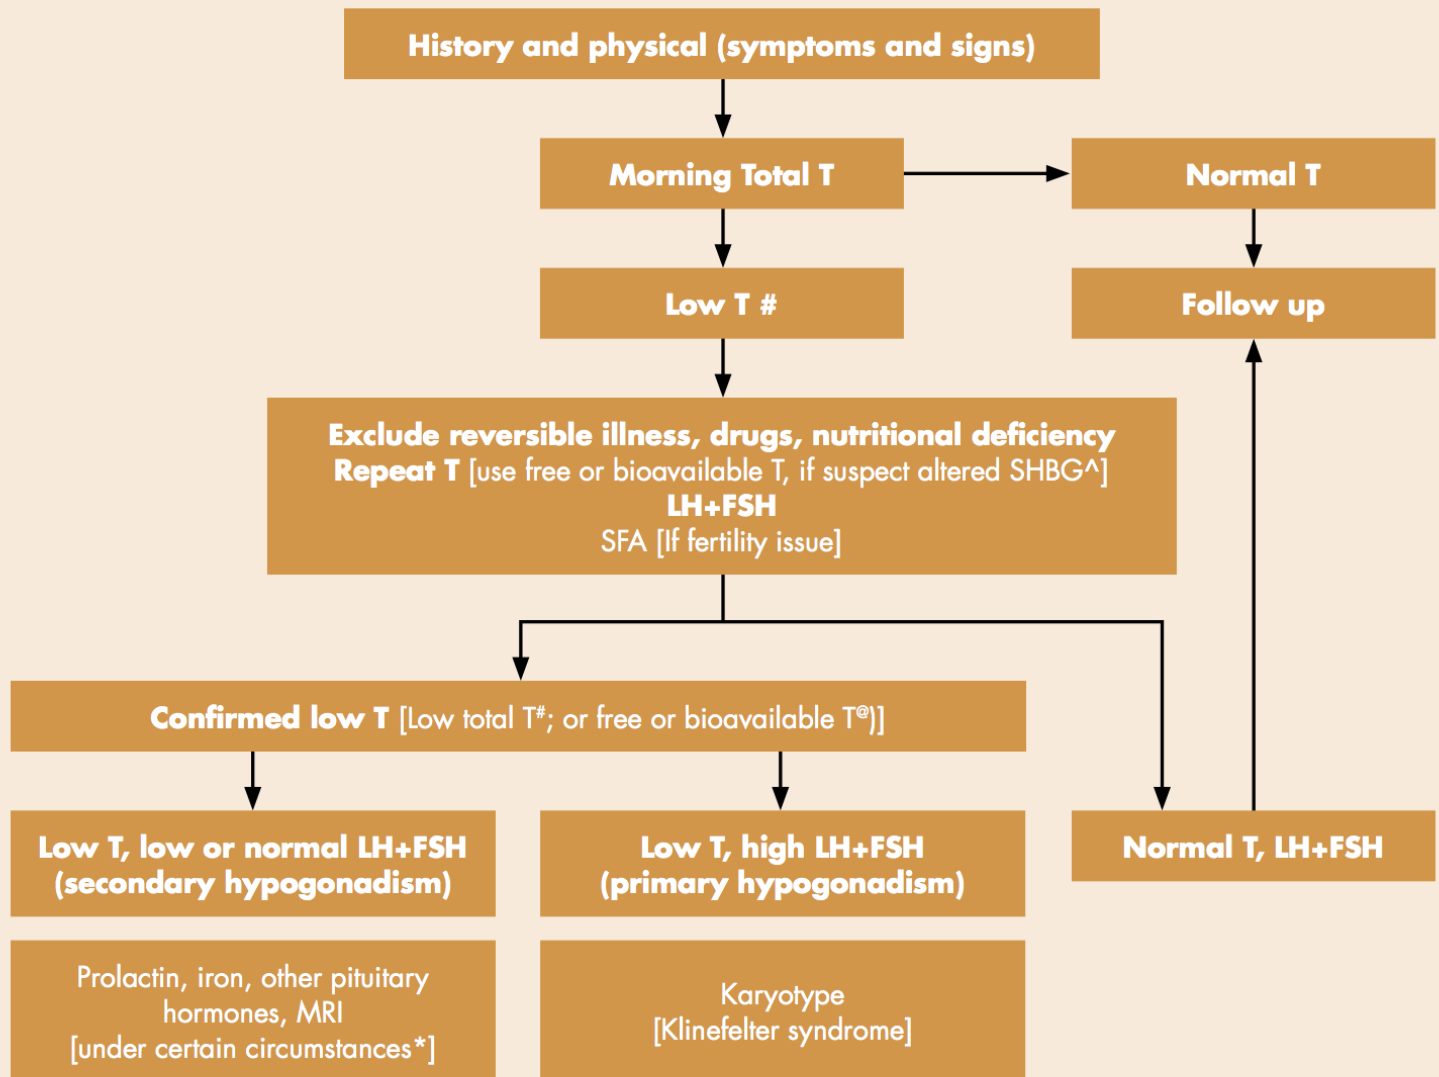 History and physical (symptoms and signs)
Morning Total T
Normal T
Low T #
Follow up
Exclude reversible illness, drugs, nutritional deficiency
Repeat T [use free or bioavailable T, if suspect altered SHBG^]
LH+FSH
SFA [If fertility issue]
Confirmed low T [Low total T#; or free or bioavailable T@)]
Low T, low or normal LH+FSH
(secondary hypogonadism)
Low T, high LH+FSH
(primary hypogonadism)
Normal T, LH+FSH
Prolactin, iron, other pituitary
hormones, MRI
[under certain circumstances*]
Karyotype
[Klinefelter syndrome]